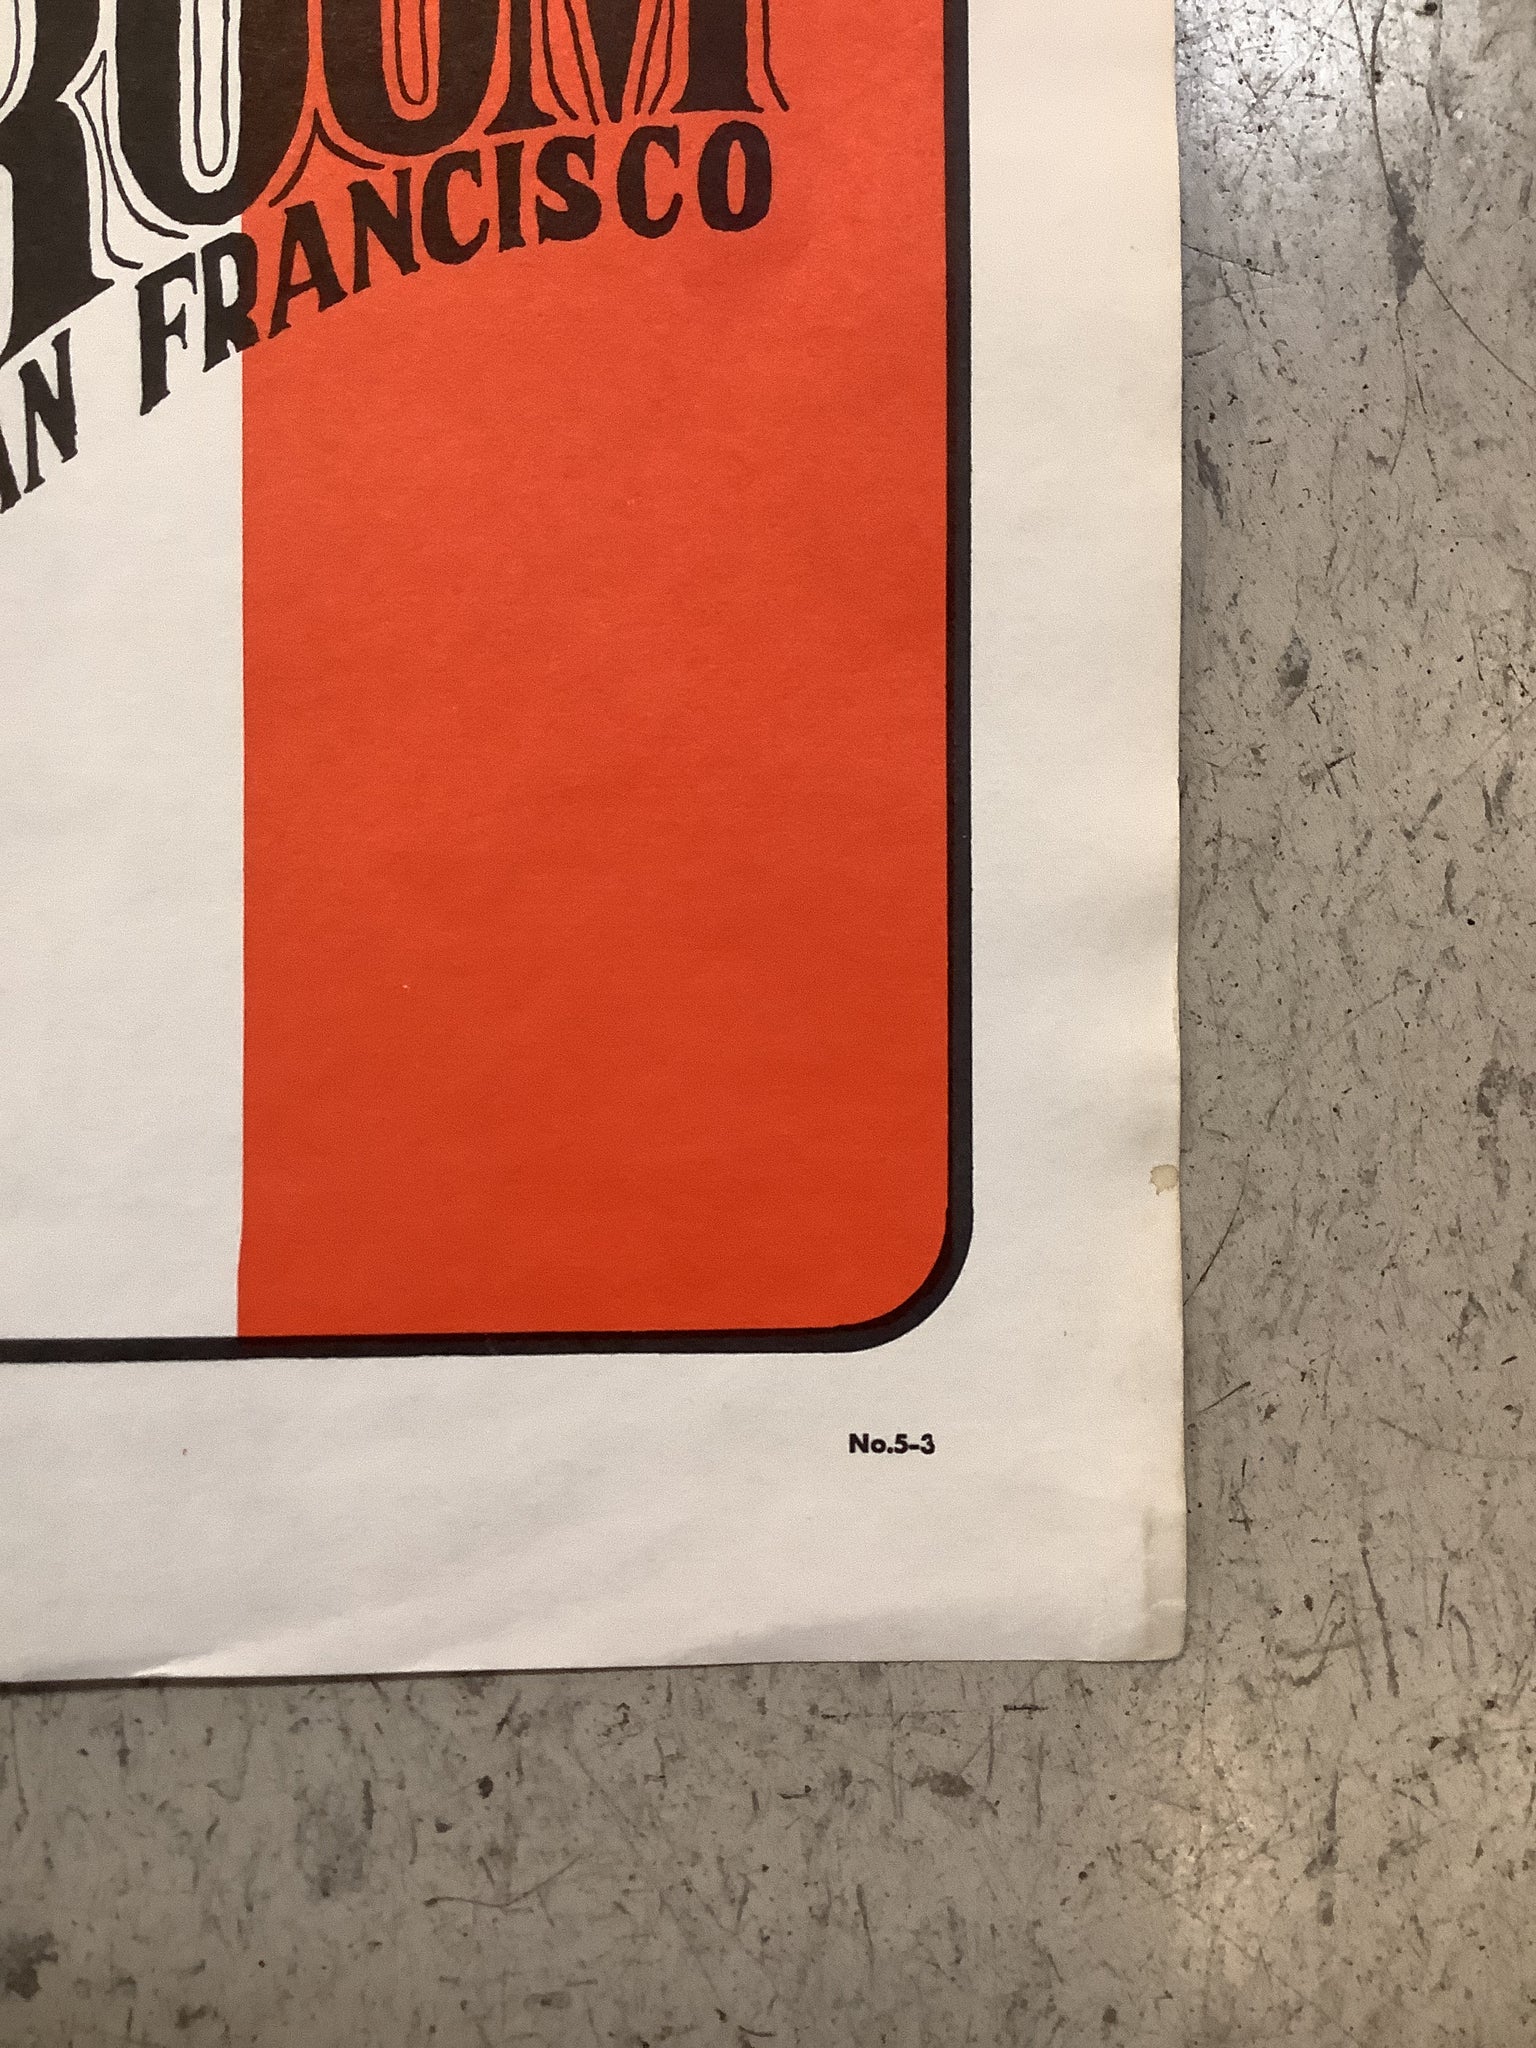 ROOM
AN FRANCISCO
No.5-3